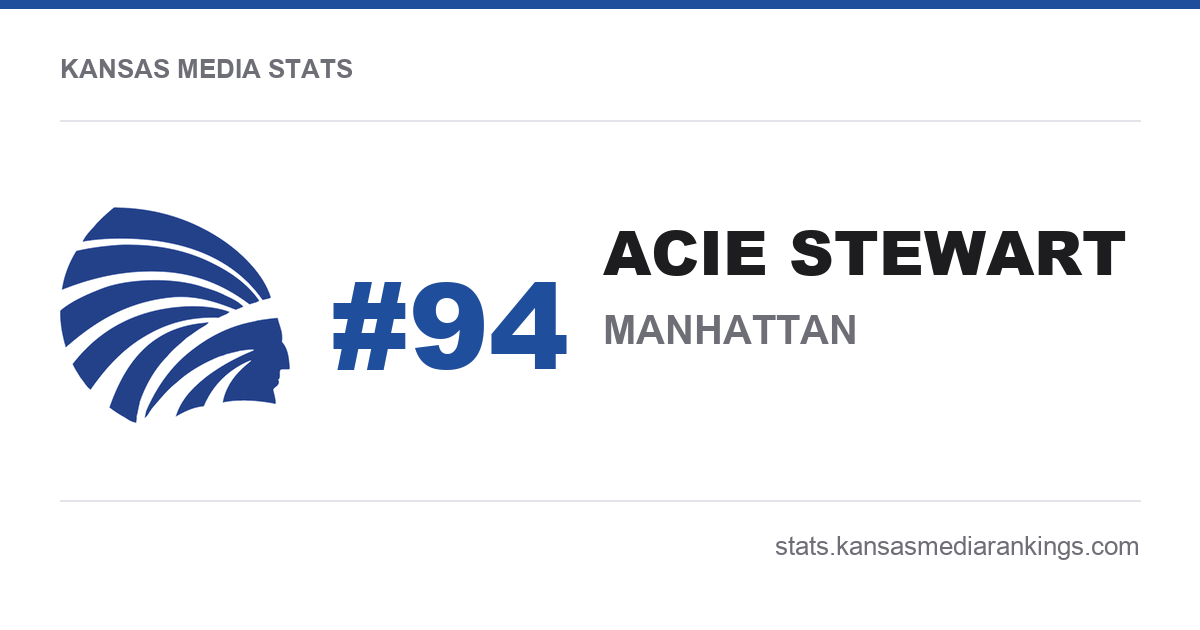 KANSAS MEDIA STATS
#94
ACIE STEWART
MANHATTAN
stats.kansasmediarankings.com